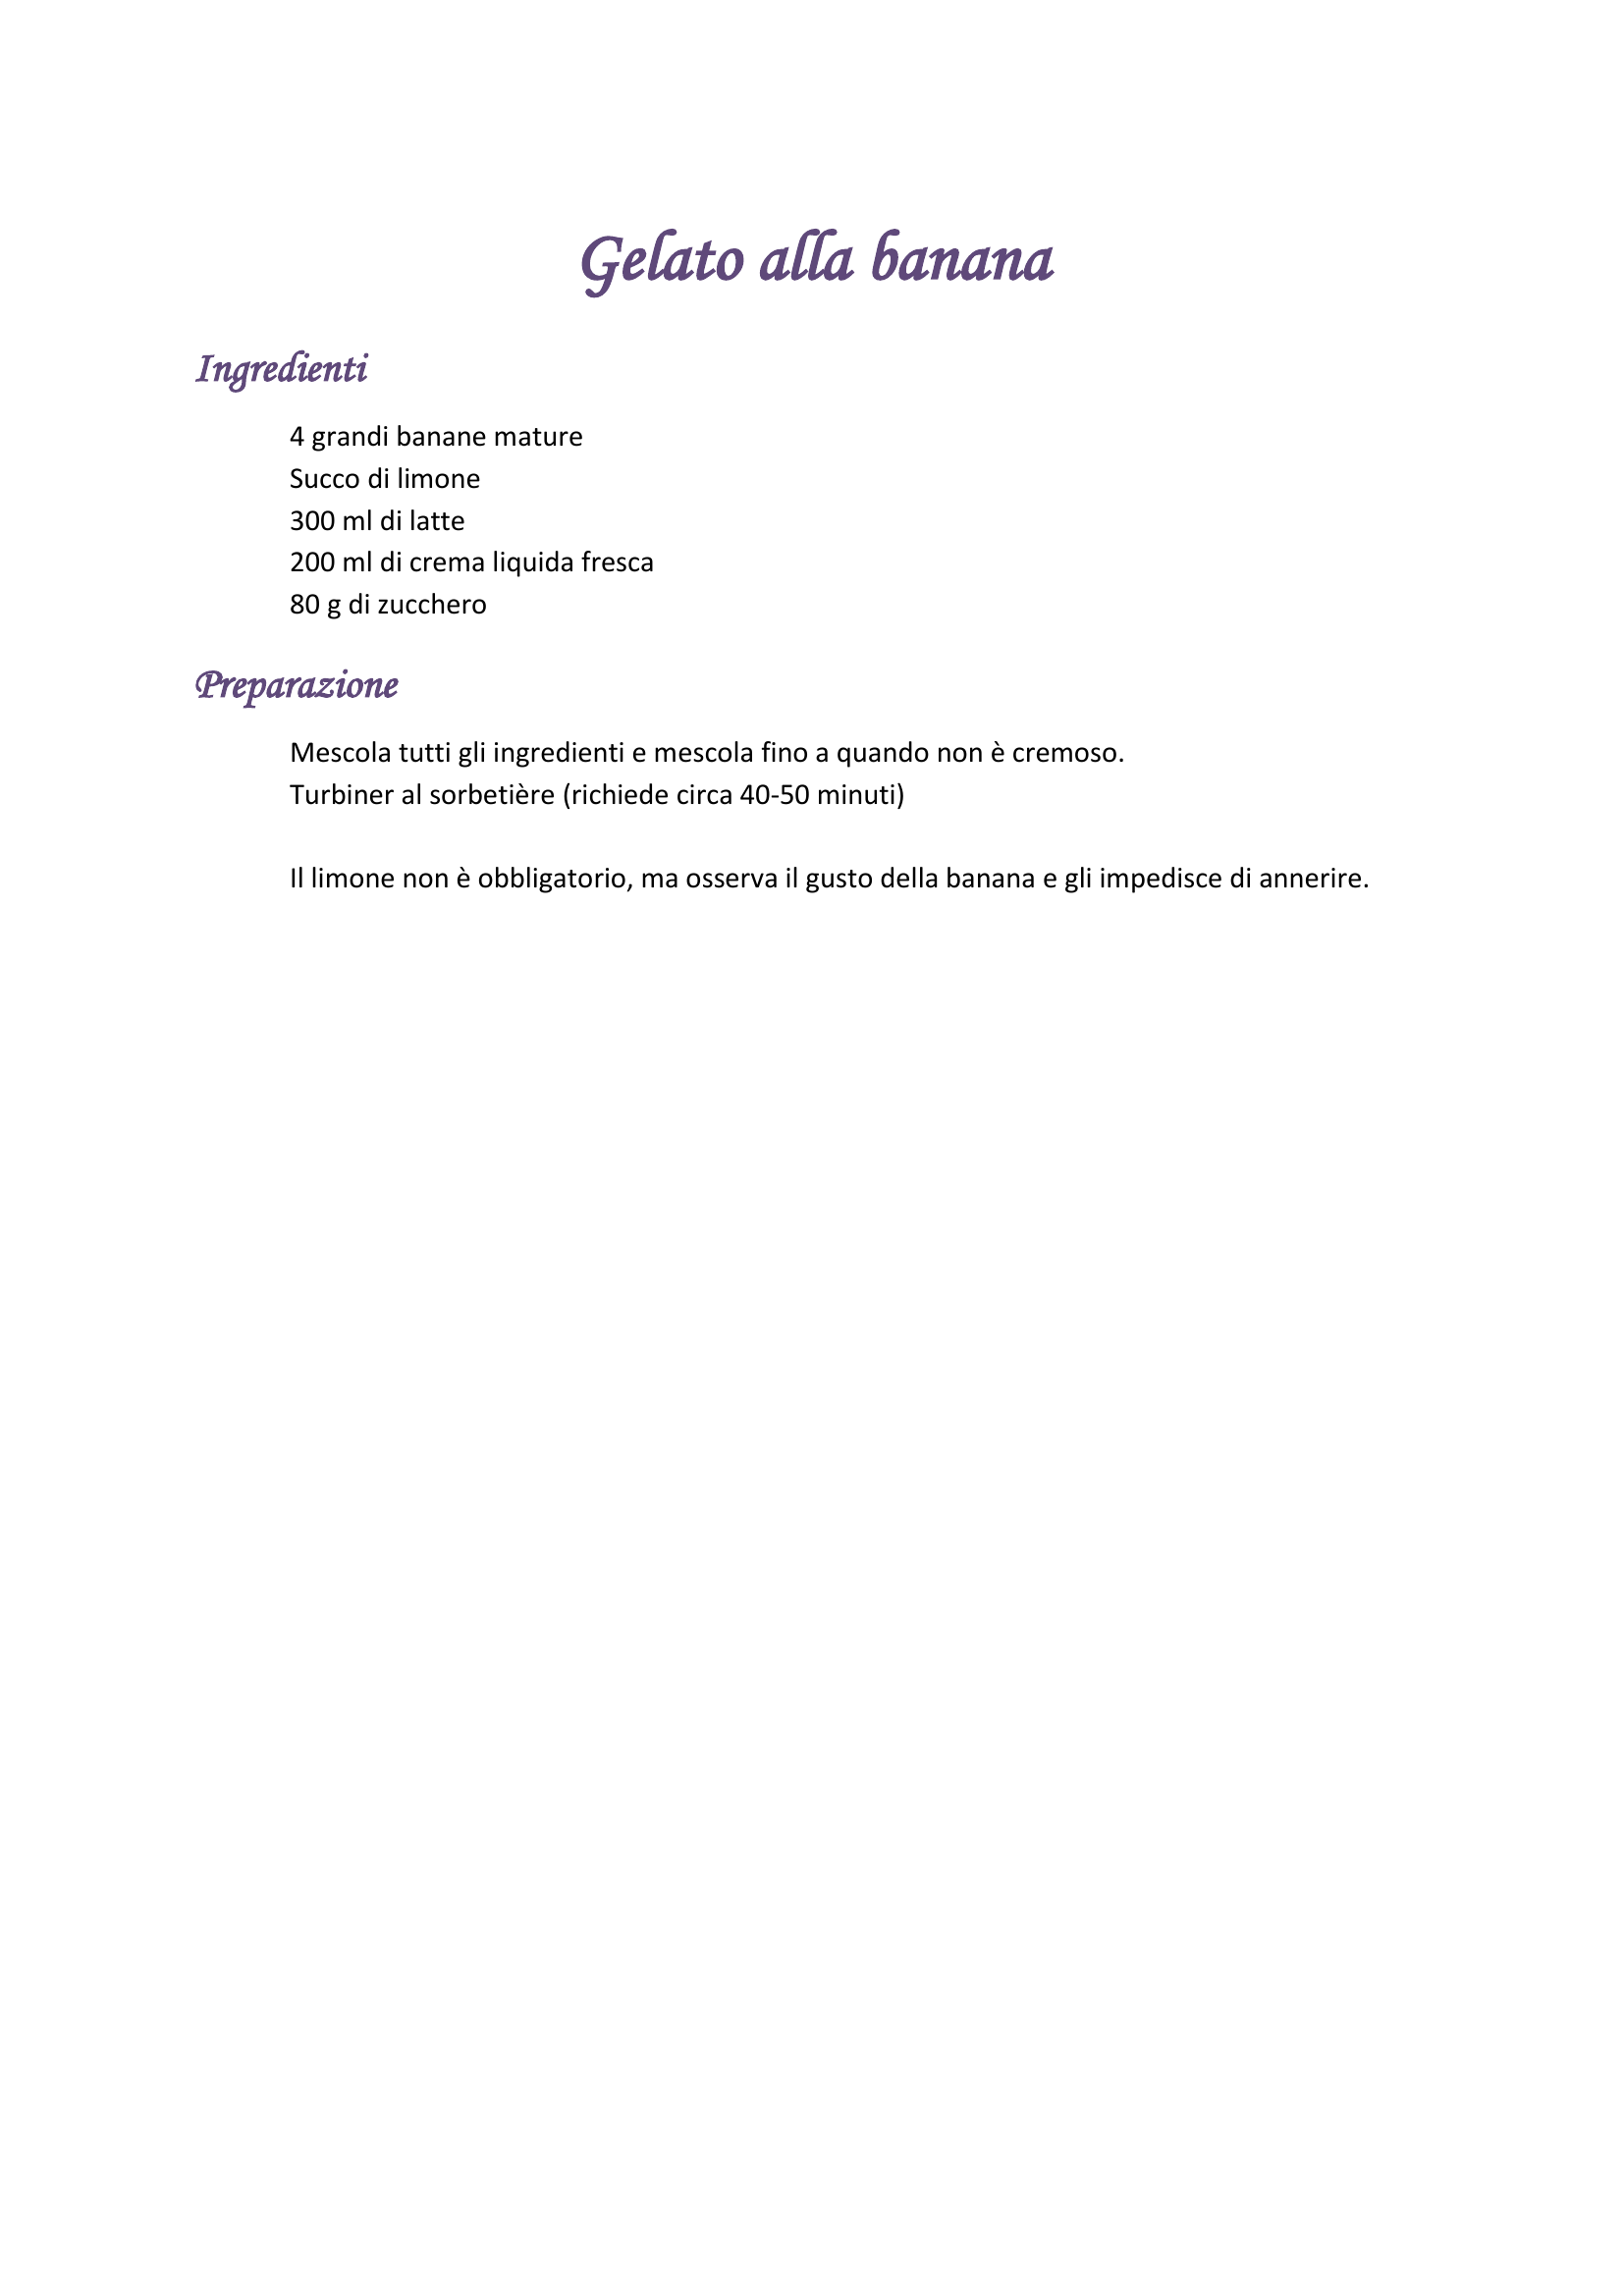 Gelato alla banana
Ingredienti
4 grandi banane mature
Succo di limone
300 ml di latte
200 ml di crema liquida fresca
80 g di zucchero
Preparazione
Mescola tutti gli ingredienti e mescola fino a quando non è cremoso.
Turbiner al sorbetière (richiede circa 40-50 minuti)
Il limone non è obbligatorio, ma osserva il gusto della banana e gli impedisce di annerire.